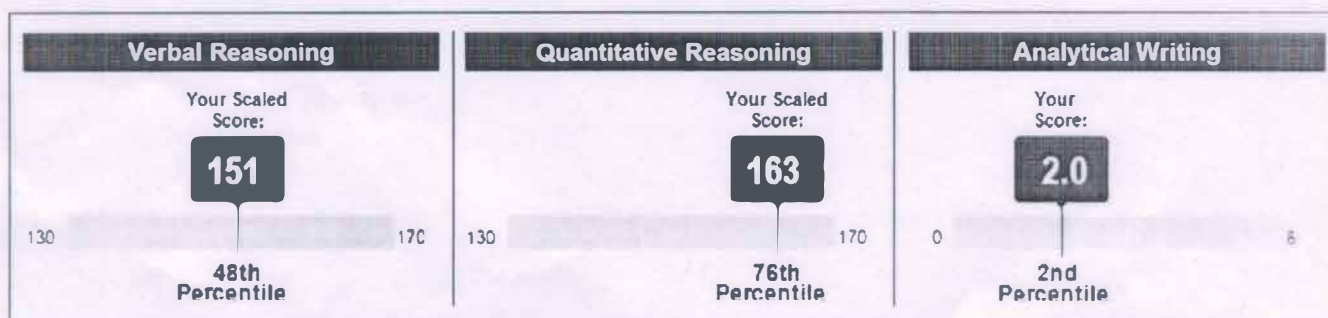 Verbal Reasoning
Your Scaled
Score:
151
130
170
48th
Percentile
Quantitative Reasoning
Your Scaled
Score:
163
130
170
76th
Percentile
Analytical Writing
Your
Score:
2.0
0
6
2nd
Percentile